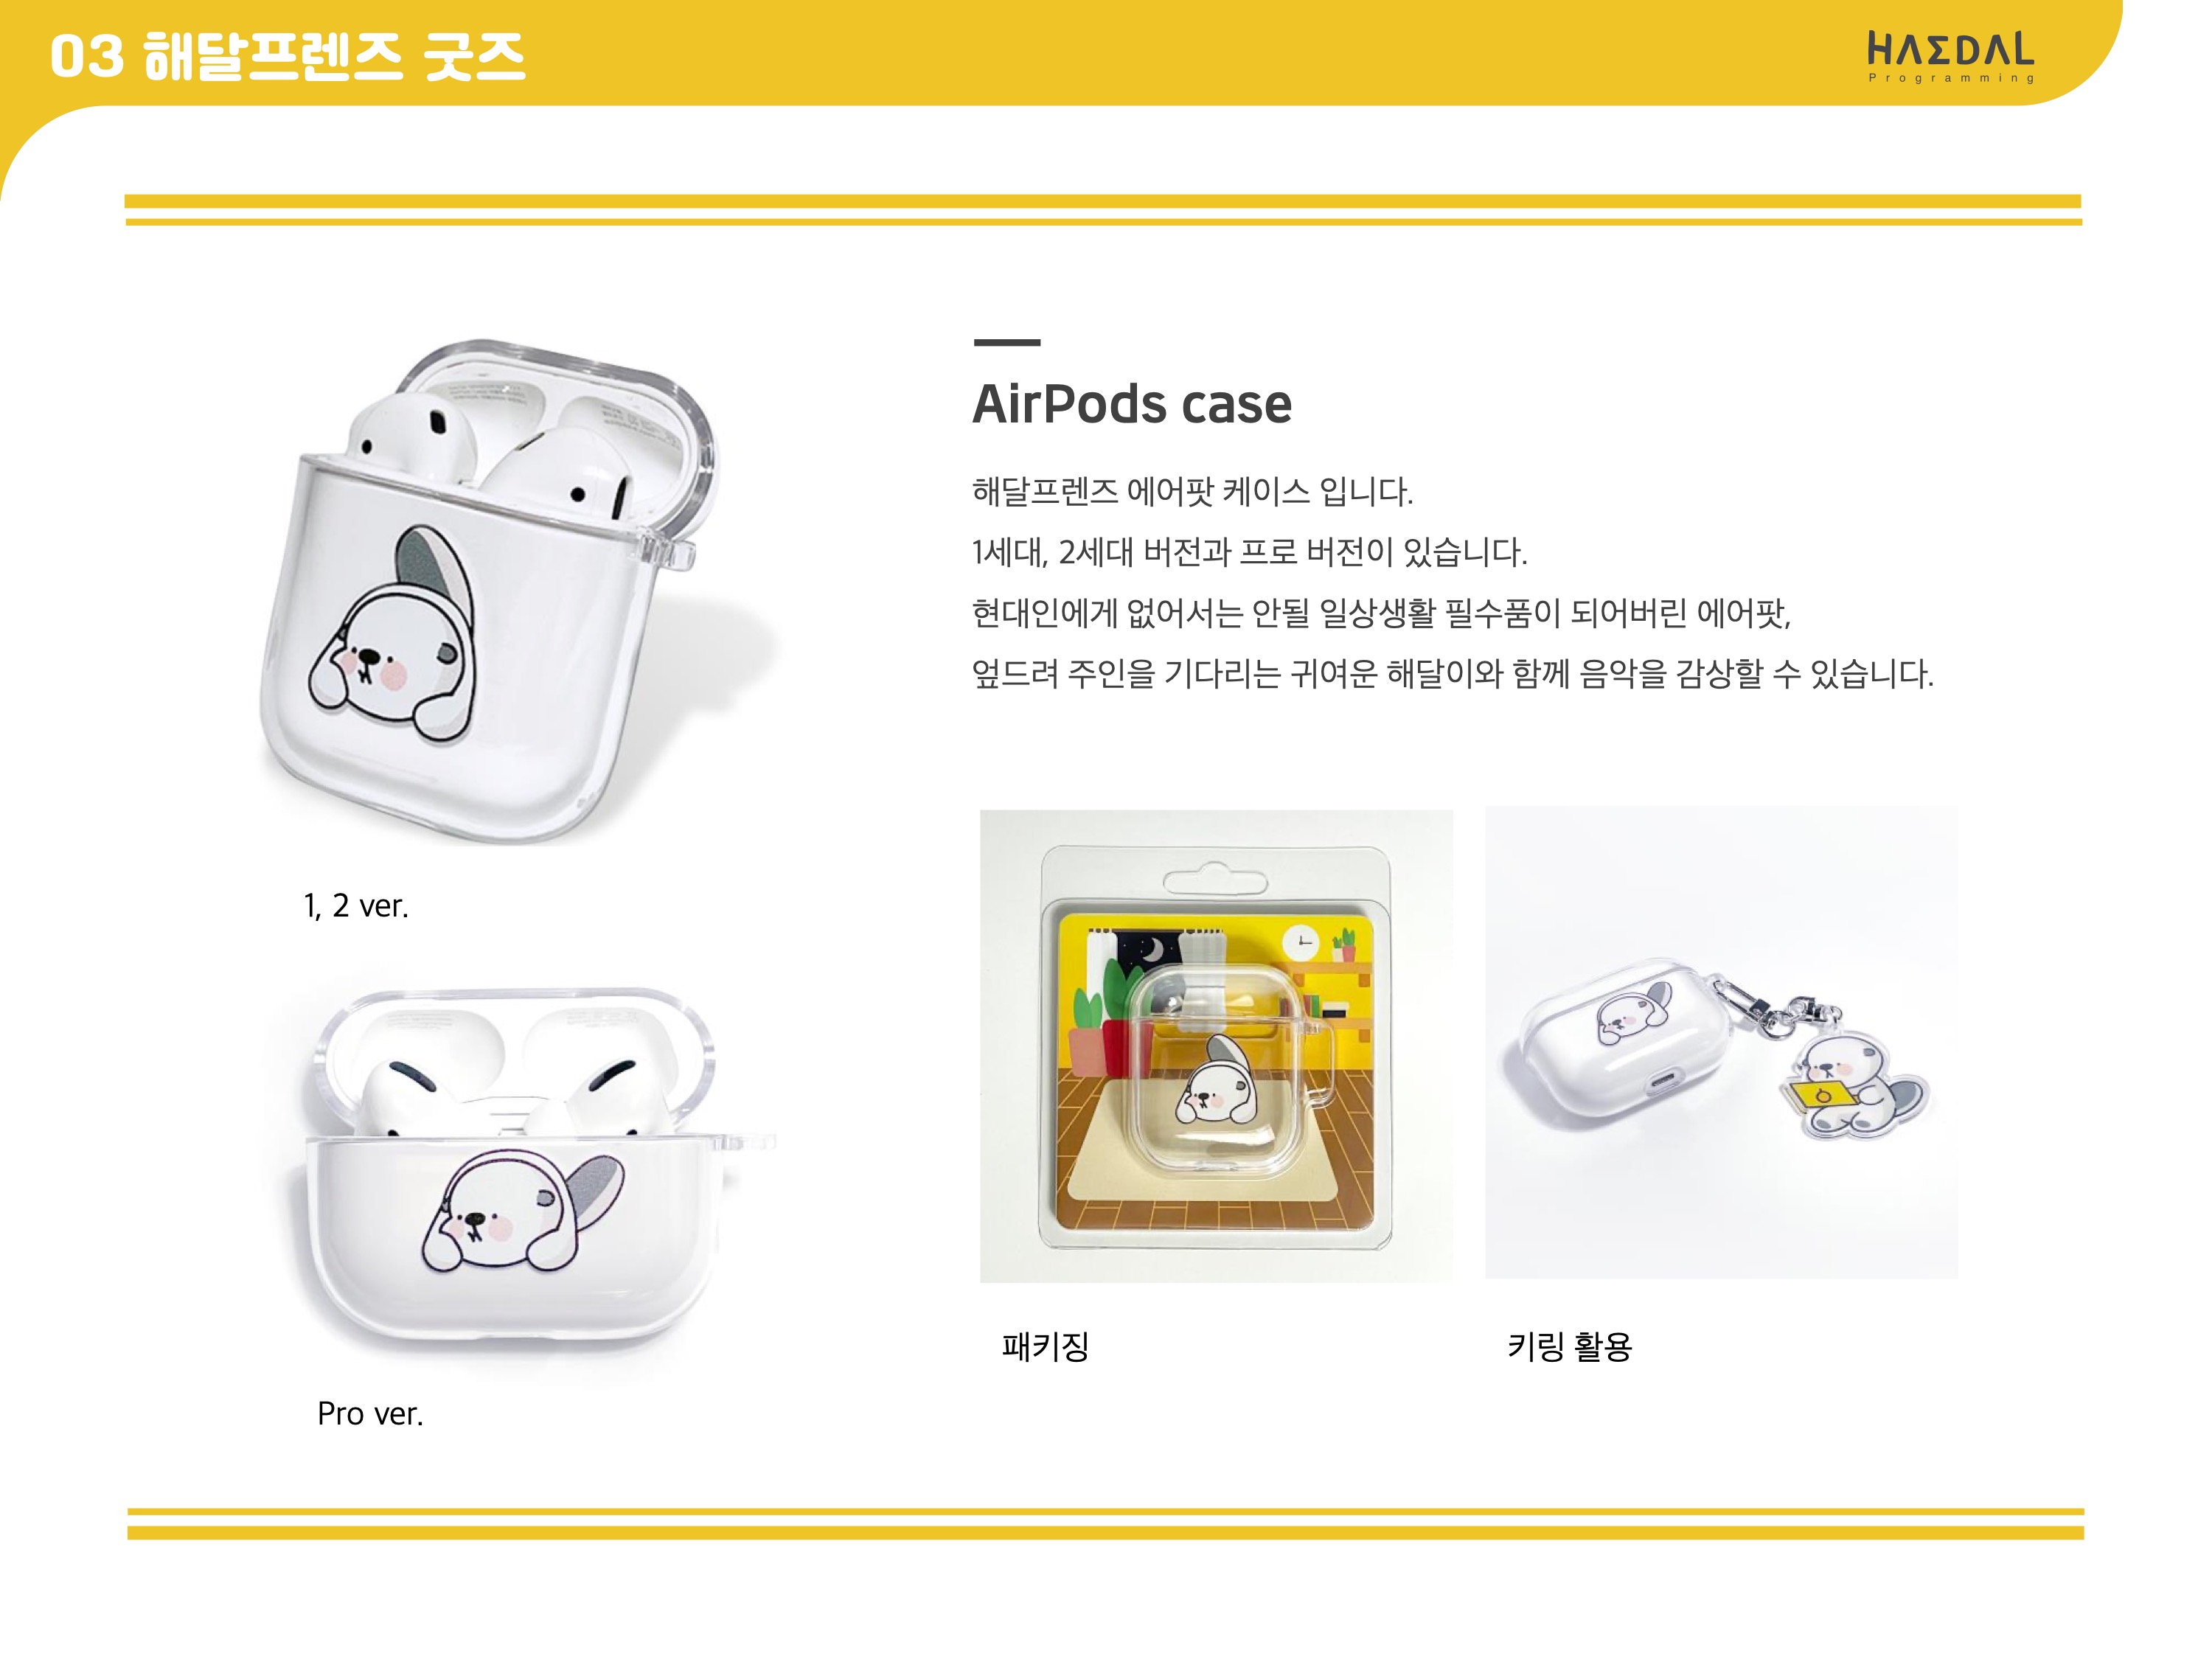 03 해달프렌즈 굿즈
HAΣDAL
Programming
AirPods case
해달프렌즈 에어팟 케이스 입니다.
1세대, 2세대 버전과 프로 버전이 있습니다.
현대인에게 없어서는 안될 일상생활 필수품이 되어버린 에어팟,
엎드려 주인을 기다리는 귀여운 해달이와 함께 음악을 감상할 수 있습니다.
1, 2 ver.
Pro ver.
패키징
키링 활용